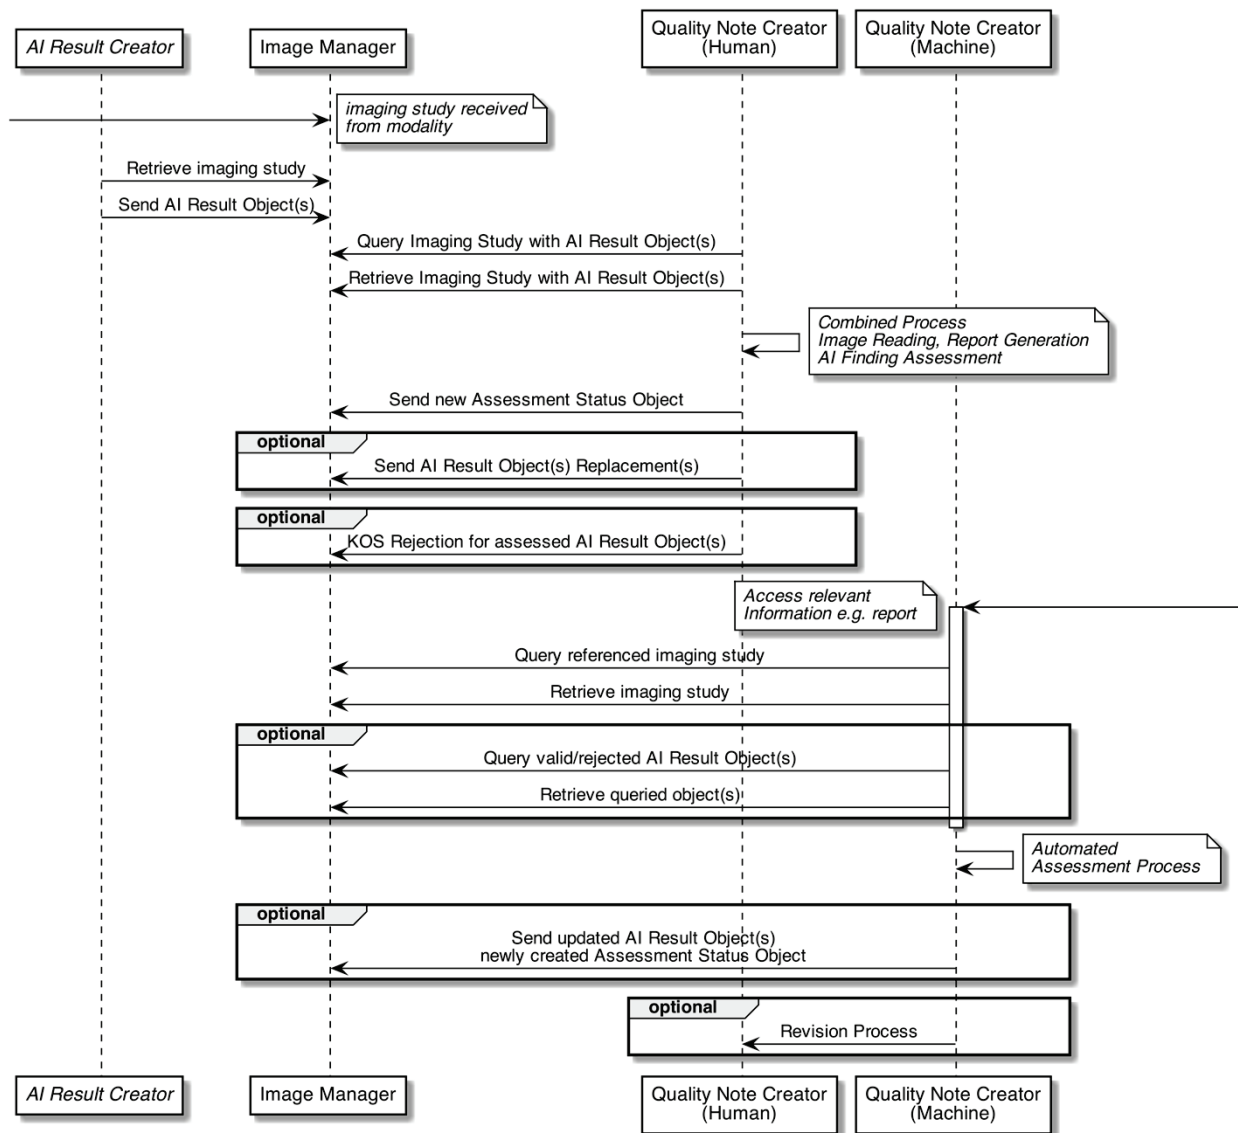 AI Result Creator
Image Manager
Quality Note Creator
(Human)
Quality Note Creator
(Machine)
imaging study received
from modality
Retrieve imaging study
Send AI Result Object(s)
Query Imaging Study with AI Result Object(s)
Retrieve Imaging Study with AI Result Object(s)
Combined Process
Image Reading, Report Generation
AI Finding Assessment
Send new Assessment Status Object
optional
Send AI Result Object(s) Replacement(s)
optional
KOS Rejection for assessed AI Result Object(s)
Access relevant
Information e.g. report
Query referenced imaging study
Retrieve imaging study
optional
Query valid/rejected AI Result Object(s)
Retrieve queried object(s)
Automated
Assessment Process
optional
Send updated AI Result Object(s)
newly created Assessment Status Object
optional
Revision Process
AI Result Creator
Image Manager
Quality Note Creator
(Human)
Quality Note Creator
(Machine)